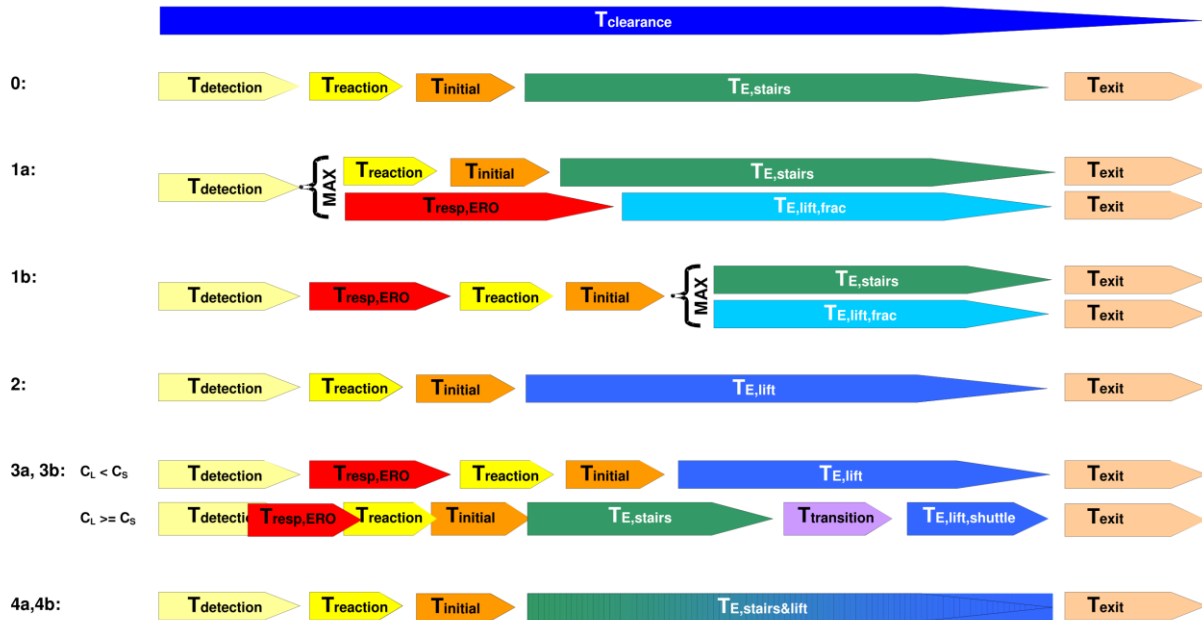 Tclearance
0: Tdetection Treaction Tinitial TE,stairs Texit
1a: Tdetection MAX Treaction Tinitial TE,stairs Texit
Tresp,ERO TE,lift,frac Texit
1b: Tdetection Tresp,ERO Treaction Tinitial MAX TE,stairs Texit
TE,lift,frac Texit
2: Tdetection Treaction Tinitial TE,lift Texit
3a, 3b: CL < CS Tdetection Tresp,ERO Treaction Tinitial TE,lift Texit
CL >= CS Tdetecti Tresp,ERO Treaction Tinitial TE,stairs Ttransition TE,lift,shuttle Texit
4a,4b: Tdetection Treaction Tinitial TE,stairs&lift Texit